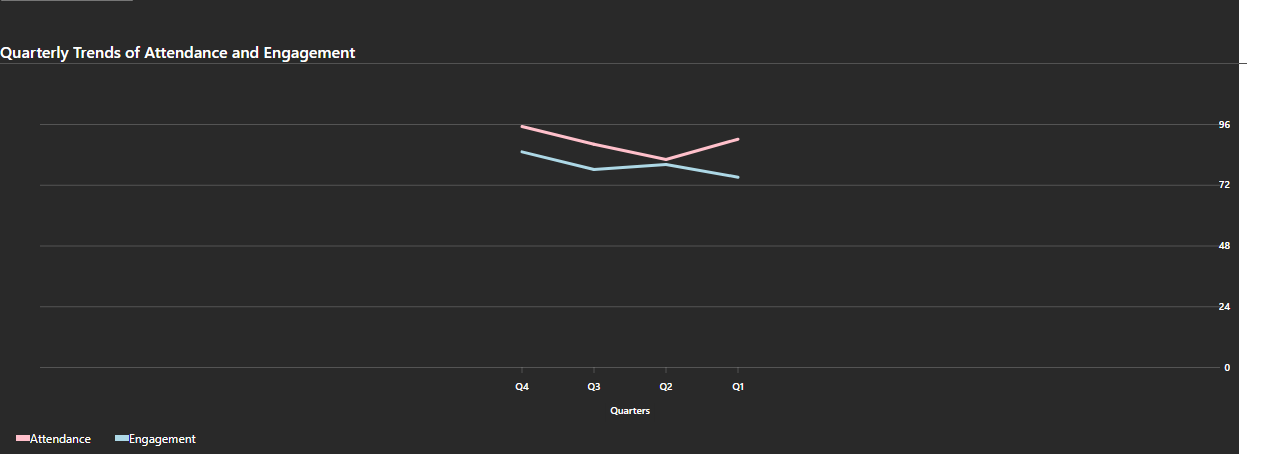 Quarterly Trends of Attendance and Engagement
96
72
48
24
0
Q4 Q3 Q2 Q1
Quarters
Attendance Engagement